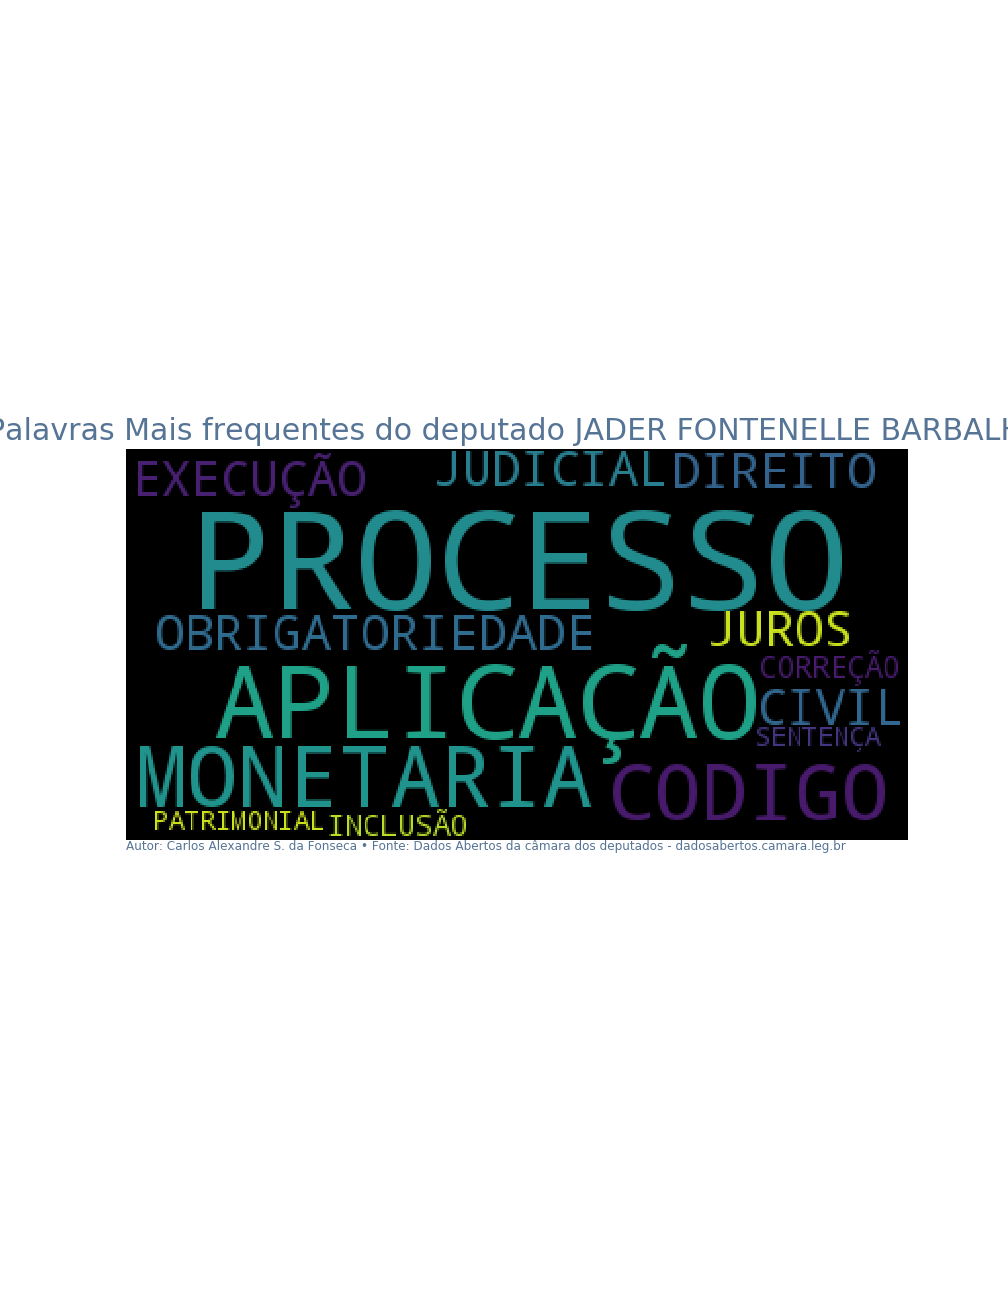 Palavras Mais frequentes do deputado JADER FONTENELLE BARBALH
EXECUÇÃO JUDICIAL DIREITO
PROCESSO
OBRIGATORIEDADE JUROS
CORREÇÃO
APLICAÇÃO CIVIL
SENTENÇA
MONETARIA CODIGO
PATRIMONIAL INCLUSÃO
Autor: Carlos Alexandre S. da Fonseca • Fonte: Dados Abertos da câmara dos deputados - dadosabertos.camara.leg.br